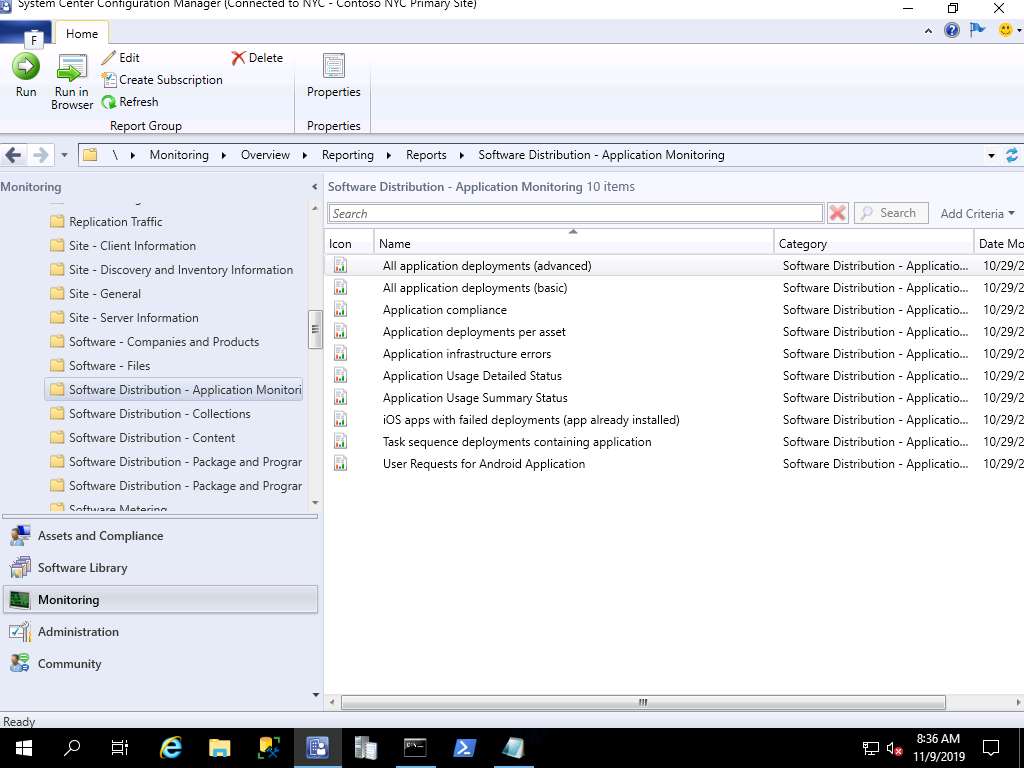 System Center Configuration Manager (Connected to NYC - Contoso NYC Primary Site)
F
Home
Run
Run in Browser
Edit
Create Subscription
Refresh
Delete
Properties
Report Group
Properties
\ Monitoring Overview Reporting Reports Software Distribution - Application Monitoring
Monitoring
Replication Traffic
Site - Client Information
Site - Discovery and Inventory Information
Site - General
Site - Server Information
Software - Companies and Products
Software - Files
Software Distribution - Application Monitori
Software Distribution - Collections
Software Distribution - Content
Software Distribution - Package and Prograr
Software Distribution - Package and Prograr
Software Metering
Assets and Compliance
Software Library
Monitoring
Administration
Community
Software Distribution - Application Monitoring 10 items
Search
Search
Add Criteria
Icon Name Category Date Mo
All application deployments (advanced) Software Distribution - Applicatio... 10/29/2
All application deployments (basic) Software Distribution - Applicatio... 10/29/2
Application compliance Software Distribution - Applicatio... 10/29/2
Application deployments per asset Software Distribution - Applicatio... 10/29/2
Application infrastructure errors Software Distribution - Applicatio... 10/29/2
Application Usage Detailed Status Software Distribution - Applicatio... 10/29/2
Application Usage Summary Status Software Distribution - Applicatio... 10/29/2
iOS apps with failed deployments (app already installed) Software Distribution - Applicatio... 10/29/2
Task sequence deployments containing application Software Distribution - Applicatio... 10/29/2
User Requests for Android Application Software Distribution - Applicatio... 10/29/2
Ready
8:36 AM
11/9/2019